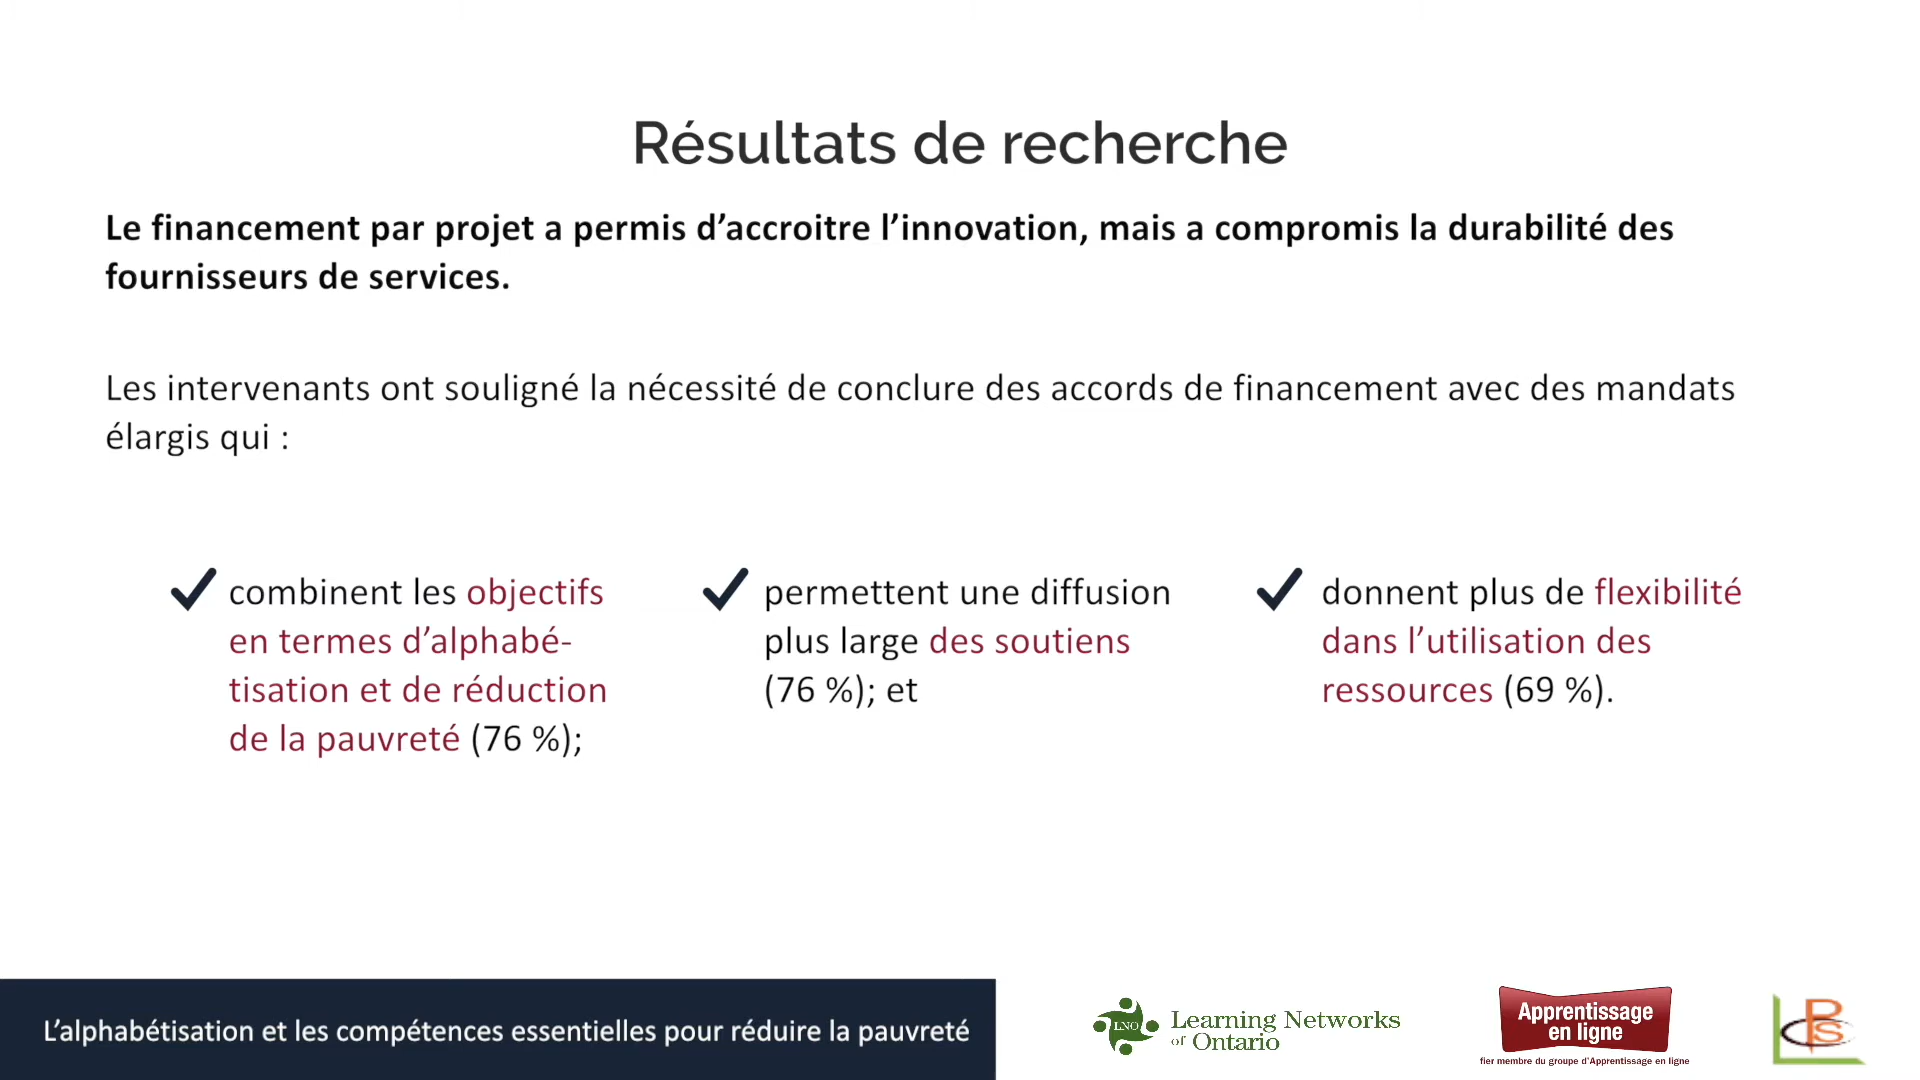 Résultats de recherche
Le financement par projet a permis d’accroitre l’innovation, mais a compromis la durabilité des
fournisseurs de services.
Les intervenants ont souligné la nécessité de conclure des accords de financement avec des mandats
élargis qui :
combinent les objectifs
en termes d’alphabé-
tisation et de réduction
de la pauvreté (76 %);
permettent une diffusion
plus large des soutiens
(76 %); et
donnent plus de flexibilité
dans l’utilisation des
ressources (69 %).
L’alphabétisation et les compétences essentielles pour réduire la pauvreté
LNO
Learning Networks
of Ontario
Apprentissage
en ligne
fier membre du groupe d’Apprentissage en ligne